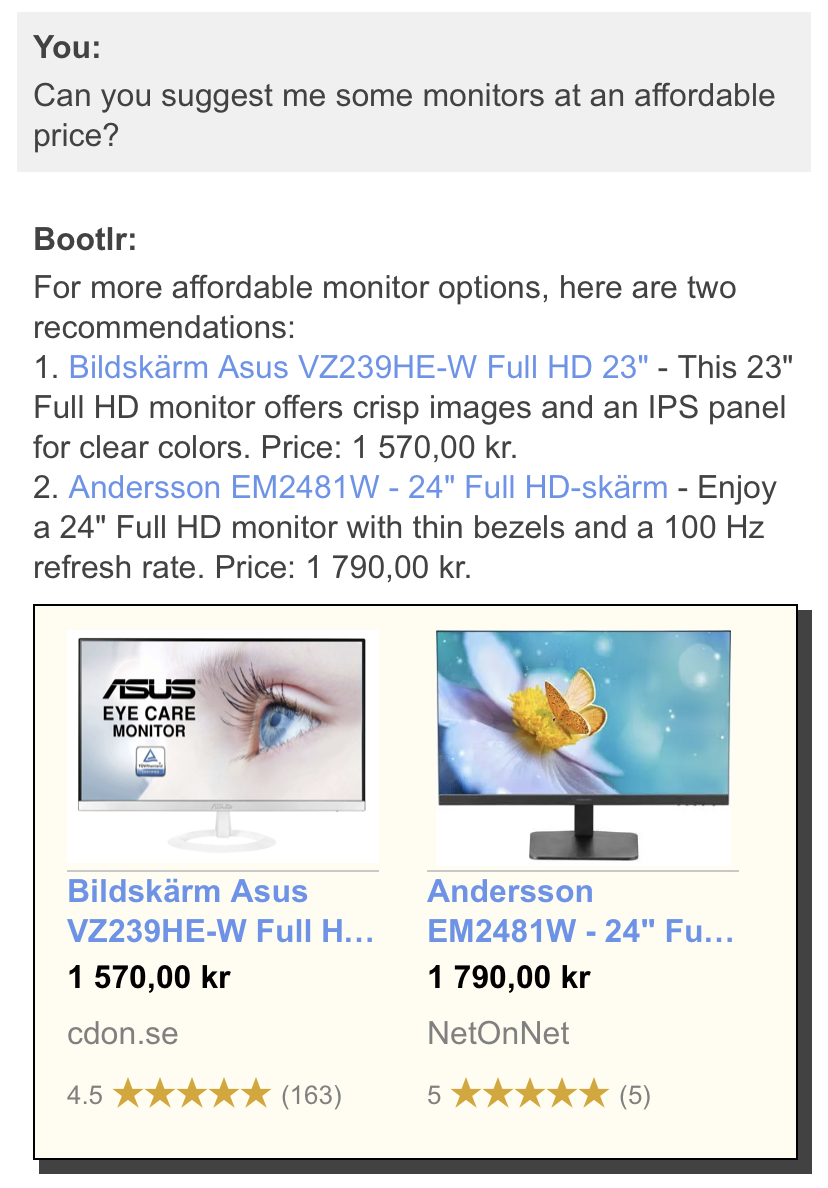 You:
Can you suggest me some monitors at an affordable
price?
Bootlr:
For more affordable monitor options, here are two
recommendations:
1. Bildskärm Asus VZ239HE-W Full HD 23" - This 23"
Full HD monitor offers crisp images and an IPS panel
for clear colors. Price: 1 570,00 kr.
2. Andersson EM2481W - 24" Full HD-skärm - Enjoy
a 24" Full HD monitor with thin bezels and a 100 Hz
refresh rate. Price: 1 790,00 kr.
ASUS
EYE CARE
MONITOR
Bildskärm Asus
VZ239HE-W Full H...
1 570,00 kr
cdon.se
4.5 ★★★★★ (163)
Andersson
EM2481W - 24" Fu...
1 790,00 kr
NetOnNet
5 ★★★★★ (5)